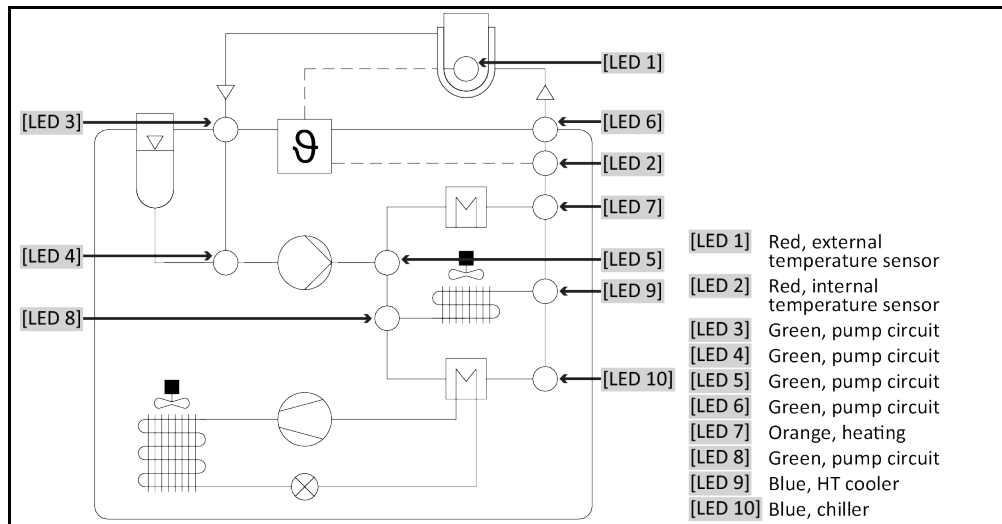 [LED 1]
[LED 3]
[LED 6]
ϑ
[LED 2]
[LED 7]
[LED 4]
[LED 5]
[LED 9]
[LED 8]
[LED 10]
[LED 1] Red, external
temperature sensor
[LED 2] Red, internal
temperature sensor
[LED 3] Green, pump circuit
[LED 4] Green, pump circuit
[LED 5] Green, pump circuit
[LED 6] Green, pump circuit
[LED 7] Orange, heating
[LED 8] Green, pump circuit
[LED 9] Blue, HT cooler
[LED 10] Blue, chiller